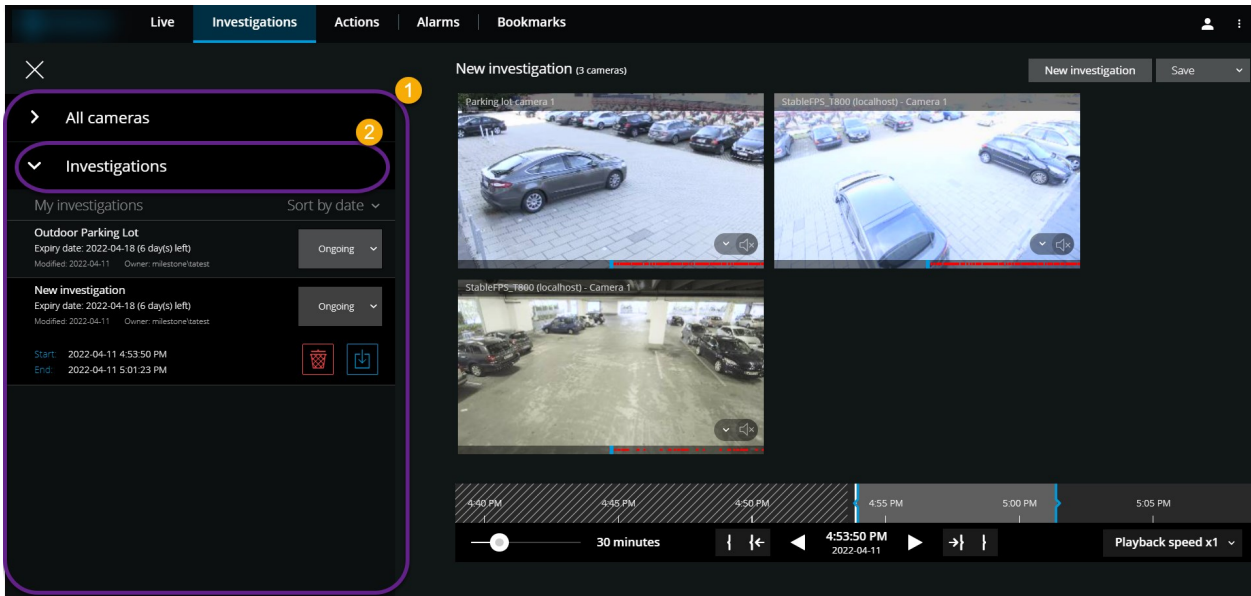 Live Investigations Actions Alarms Bookmarks
1
All cameras
2
Investigations
My investigations Sort by date
Outdoor Parking Lot
Expiry date: 2022-04-18 (6 day(s) left)
Modified: 2022-04-11 Owner: milestone\tatest
Ongoing
New investigation
Expiry date: 2022-04-18 (6 day(s) left)
Modified: 2022-04-11 Owner: milestone\tatest
Ongoing
Start: 2022-04-11 4:53:50 PM
End: 2022-04-11 5:01:23 PM
New investigation (3 cameras)
New investigation Save
Parking lot camera 1
StableFPS_T800 (localhost) - Camera 1
StableFPS_T800 (localhost) - Camera 1
4:40 PM 4:45 PM 4:50 PM 4:55 PM 5:00 PM 5:05 PM
30 minutes
4:53:50 PM
2022-04-11
Playback speed x1